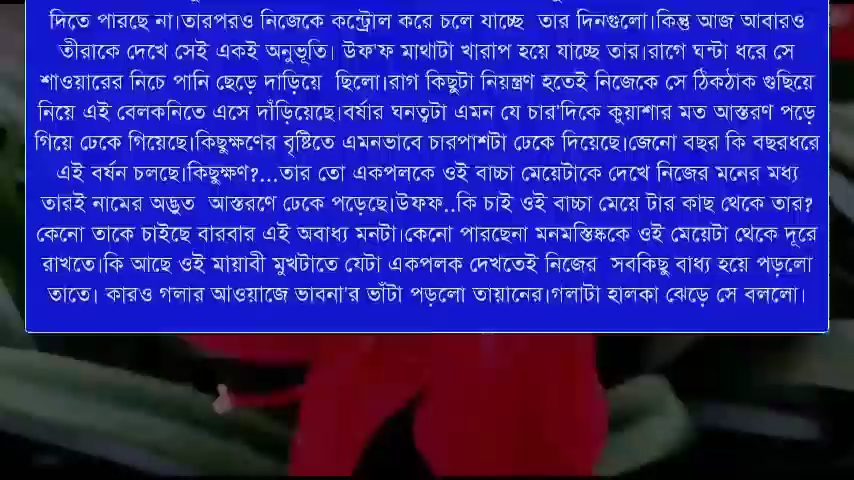 দিতে পারছে না।তারপরও নিজেকে কন্ট্রোল করে চলে যাচ্ছে তার দিনগুলো।কিন্তু আজ আবারও
তীরাকে দেখে সেই একই অনুভূতি। উফ'ফ মাথাটা খারাপ হয়ে যাচ্ছে তার।রাগে ঘন্টা ধরে সে
শাওয়ারের নিচে পানি ছেড়ে দাড়িয়ে ছিলো।রাগ কিছুটা নিয়ন্ত্রণ হতেই নিজেকে সে ঠিকঠাক গুছিয়ে
নিয়ে এই বেলকনিতে এসে দাঁড়িয়েছে।বর্ষার ঘনত্বটা এমন যে চার'দিকে কুয়াশার মত আস্তরণ পড়ে
গিয়ে ঢেকে গিয়েছে।কিছুক্ষণের বৃষ্টিতে এমনভাবে চারপাশটা ঢেকে দিয়েছে।জেনো বছর কি বছরধরে
এই বর্ষন চলছে।কিছুক্ষণ?...তার তো একপলকে ওই বাচ্চা মেয়েটাকে দেখে নিজের মনের মধ্য
তারই নামের অদ্ভুত আস্তরণে ঢেকে পড়েছে।উফফ..কি চাই ওই বাচ্চা মেয়ে টার কাছ থেকে তার?
কেনো তাকে চাইছে বারবার এই অবাধ্য মনটা।কেনো পারছেনা মনমস্তিষ্ককে ওই মেয়েটা থেকে দূরে
রাখতে।কি আছে ওই মায়াবী মুখটাতে যেটা একপলক দেখতেই নিজের সবকিছু বাধ্য হয়ে পড়লো
তাতে। কারও গলার আওয়াজে ভাবনা'র ভাঁটা পড়লো তায়ানের।গলাটা হালকা ঝেড়ে সে বললো।